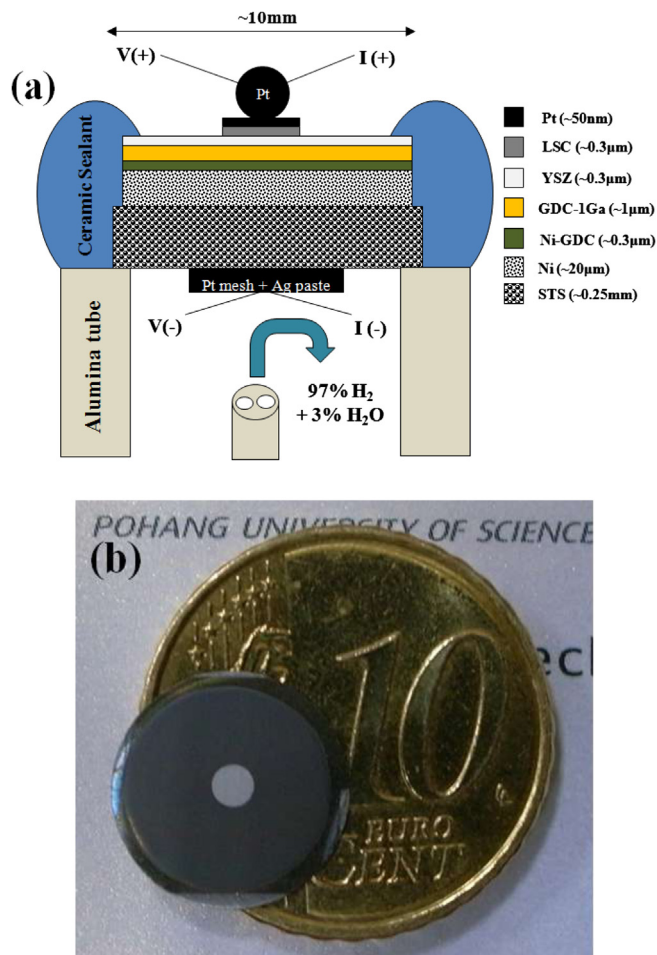 ~10mm
V(+)
I (+)
(a)
Pt
Ceramic Sealant
Pt (~50nm)
LSC (~0.3μm)
YSZ (~0.3μm)
GDC-1Ga (~1μm)
Ni-GDC (~0.3μm)
Ni (~20μm)
STS (~0.25mm)
Pt mesh + Ag paste
V(-)
I (-)
Alumina tube
97% H₂
+ 3% H₂O
POHANG UNIVERSITY OF SCIENCE
(b)
10
EURO
CENT